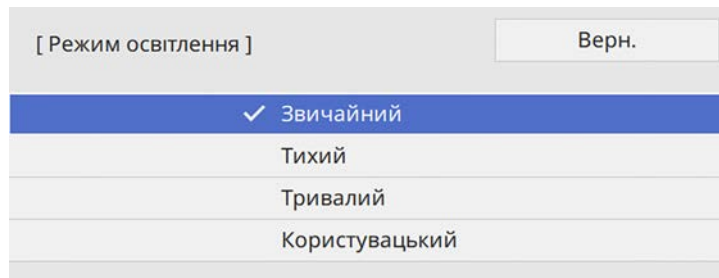 [ Режим освітлення ]
Верн.
Звичайний
Тихий
Тривалий
Користувацький